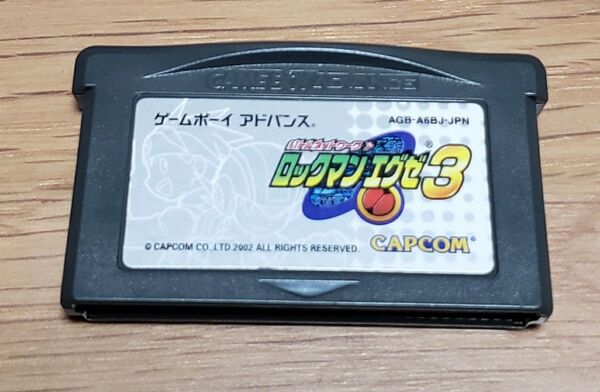 GAME BOY ADVANCE
ゲームボーイ アドバンス®
AGB-A6BJ-JPN
バトルネットワーク
ロックマンエグゼ3
®
© CAPCOM CO.,LTD.2002 ALL RIGHTS RESERVED.
CAPCOM®